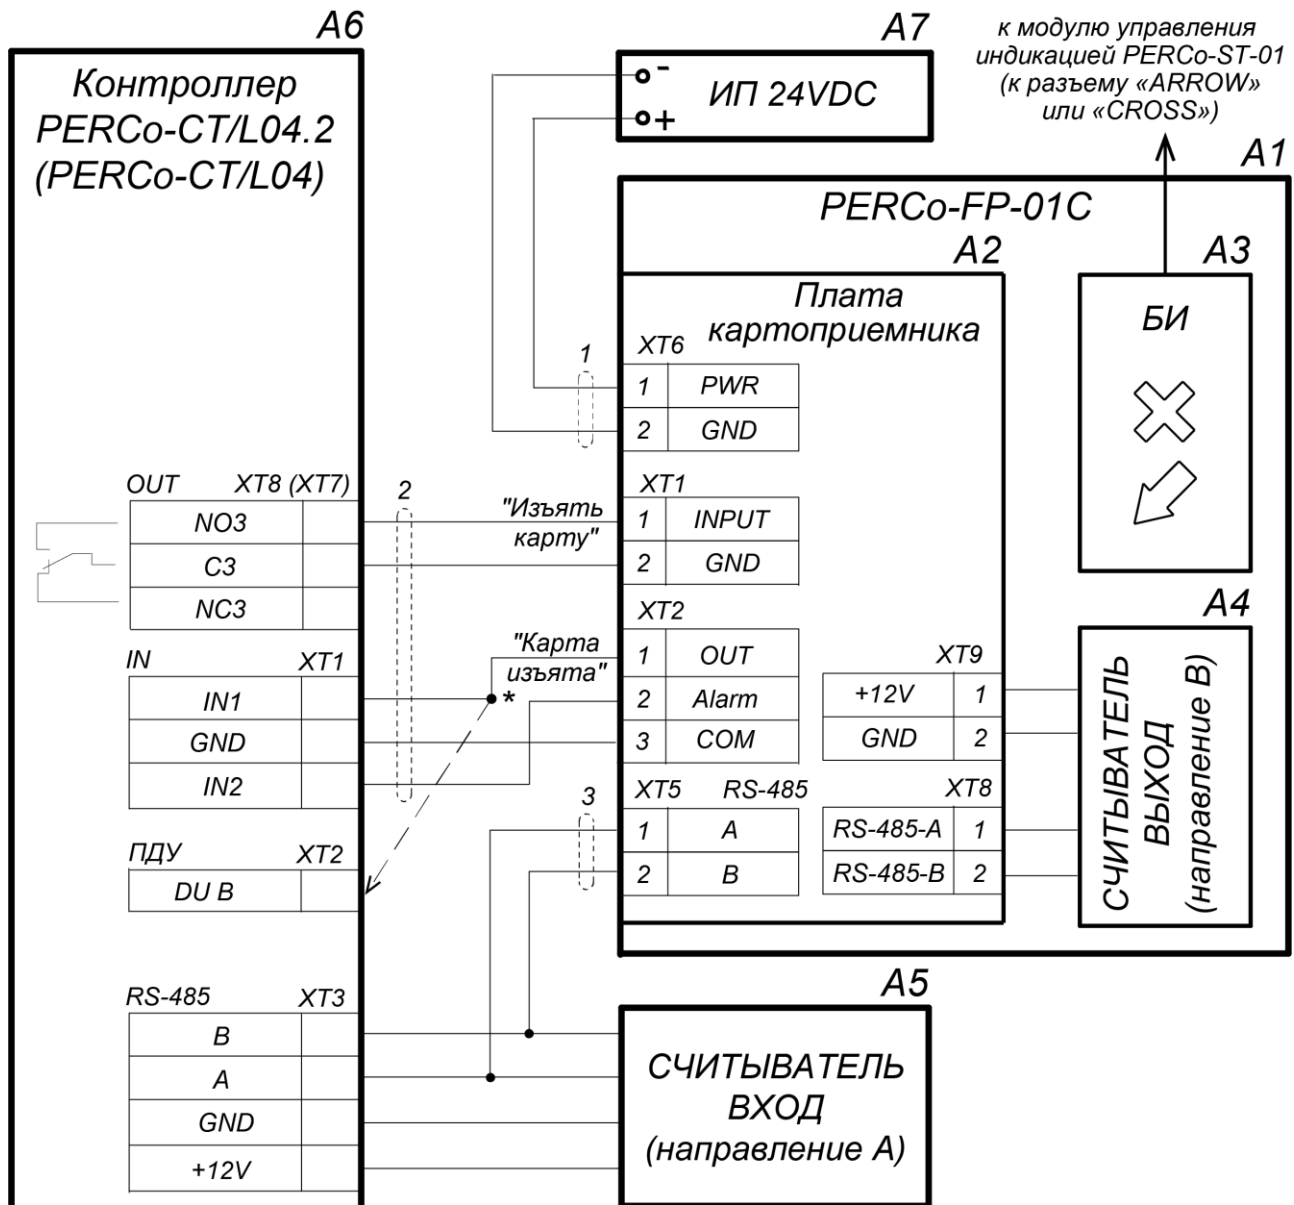 A6
Контроллер
PERCo-CT/L04.2
(PERCo-CT/L04)
A7
-
+
ИП 24VDC
к модулю управления
индикацией PERCo-ST-01
(к разъему «ARROW»
или «CROSS»)
A1
PERCo-FP-01C
A2
A3
Плата
картоприемника
БИ
1
XT6
1 PWR
2 GND
OUT XT8 (XT7)
NO3
C3
NC3
2
"Изъять
карту"
XT1
1 INPUT
2 GND
IN XT1
IN1
GND
IN2
"Карта
изъята"
*
XT2
1 OUT
2 Alarm
3 COM
XT9
+12V 1
GND 2
A4
СЧИТЫВАТЕЛЬ
ВЫХОД
(направление B)
ПДУ XT2
DU B
3
XT5 RS-485
1 A
2 B
XT8
RS-485-A 1
RS-485-B 2
RS-485 XT3
B
A
GND
+12V
A5
СЧИТЫВАТЕЛЬ
ВХОД
(направление A)